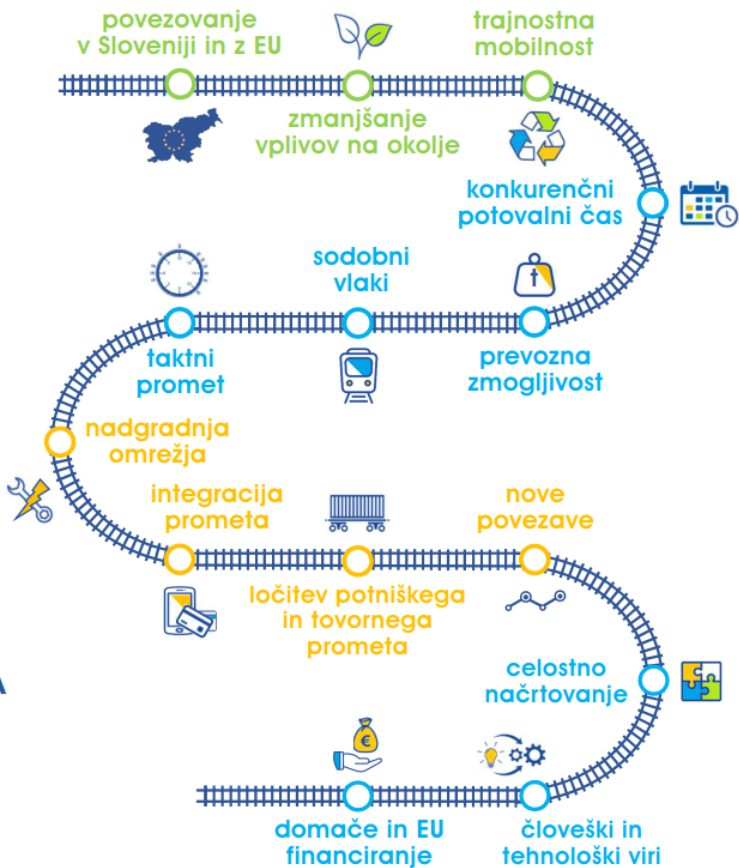 povezovanje
v Sloveniji in z EU
trajnostna
mobilnost
zmanjšanje
vplivov na okolje
konkurenčni
potovalni čas
sodobni
vlaki
t
taktni
promet
prevozna
zmogljivost
nadgradnja
omrežja
integracija
prometa
nove
povezave
ločitev potniškega
in tovornega
prometa
celostno
načrtovanje
A
€
domače in EU
financiranje
človeški in
tehnološki viri